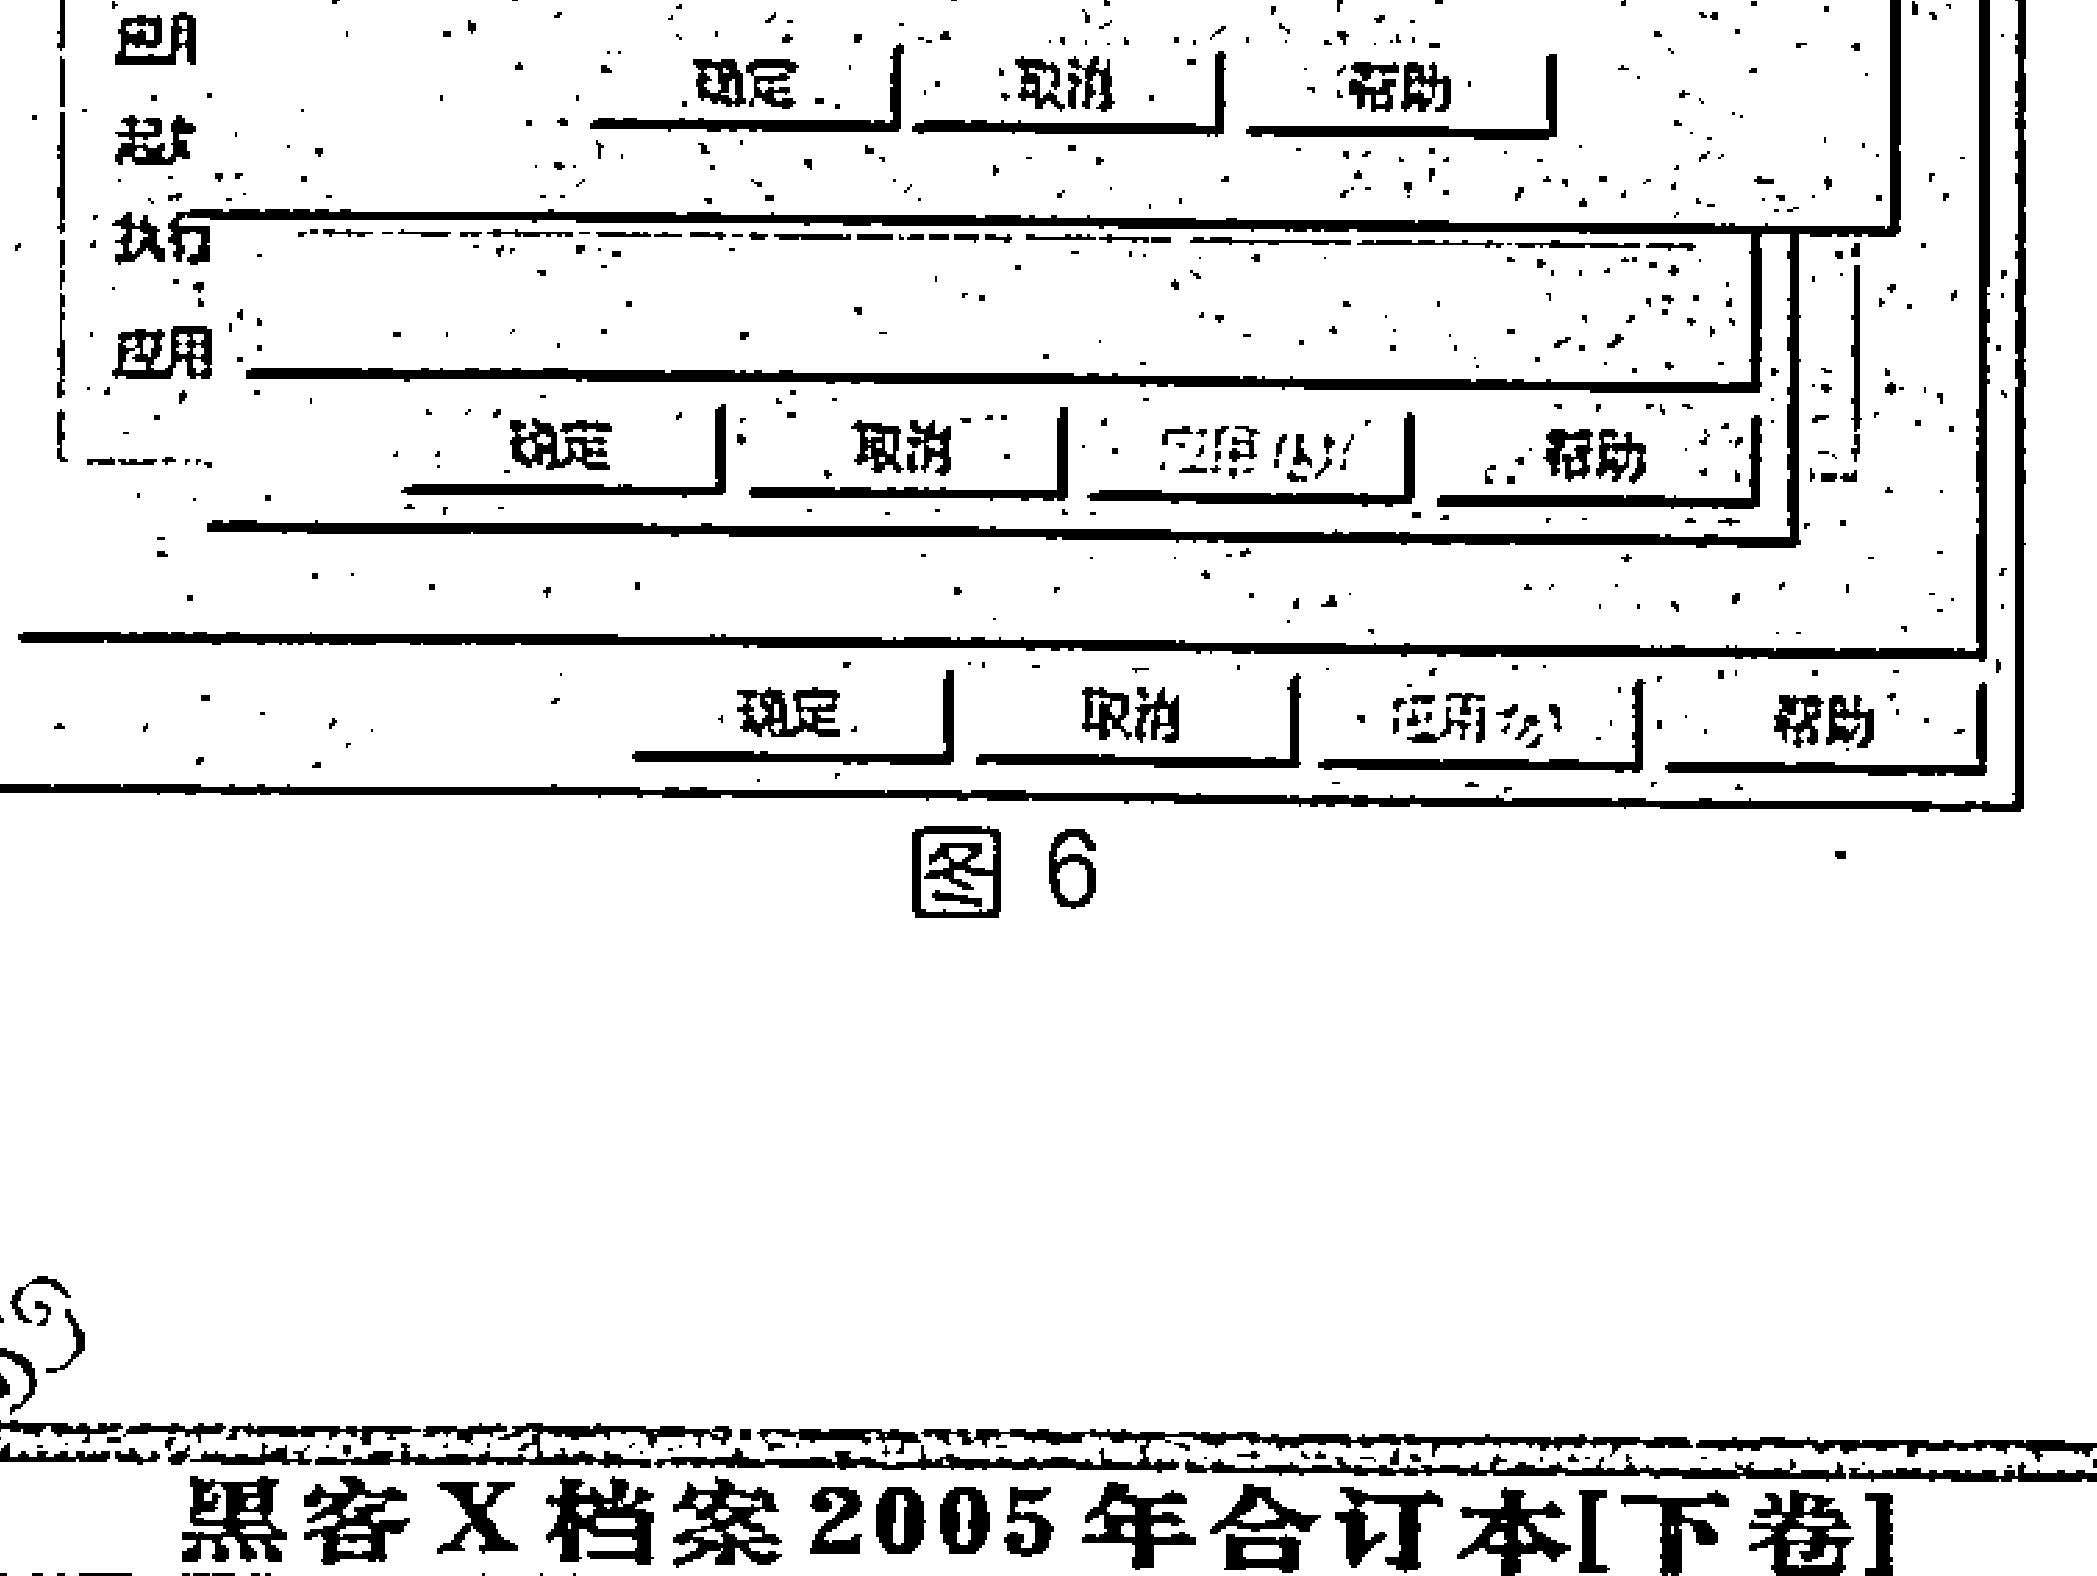 确定 取消 帮助
执行
应用
确定 取消 应用(A) 帮助
确定 取消 应用(A) 帮助
图 6
黑客X档案2005年合订本[下卷]